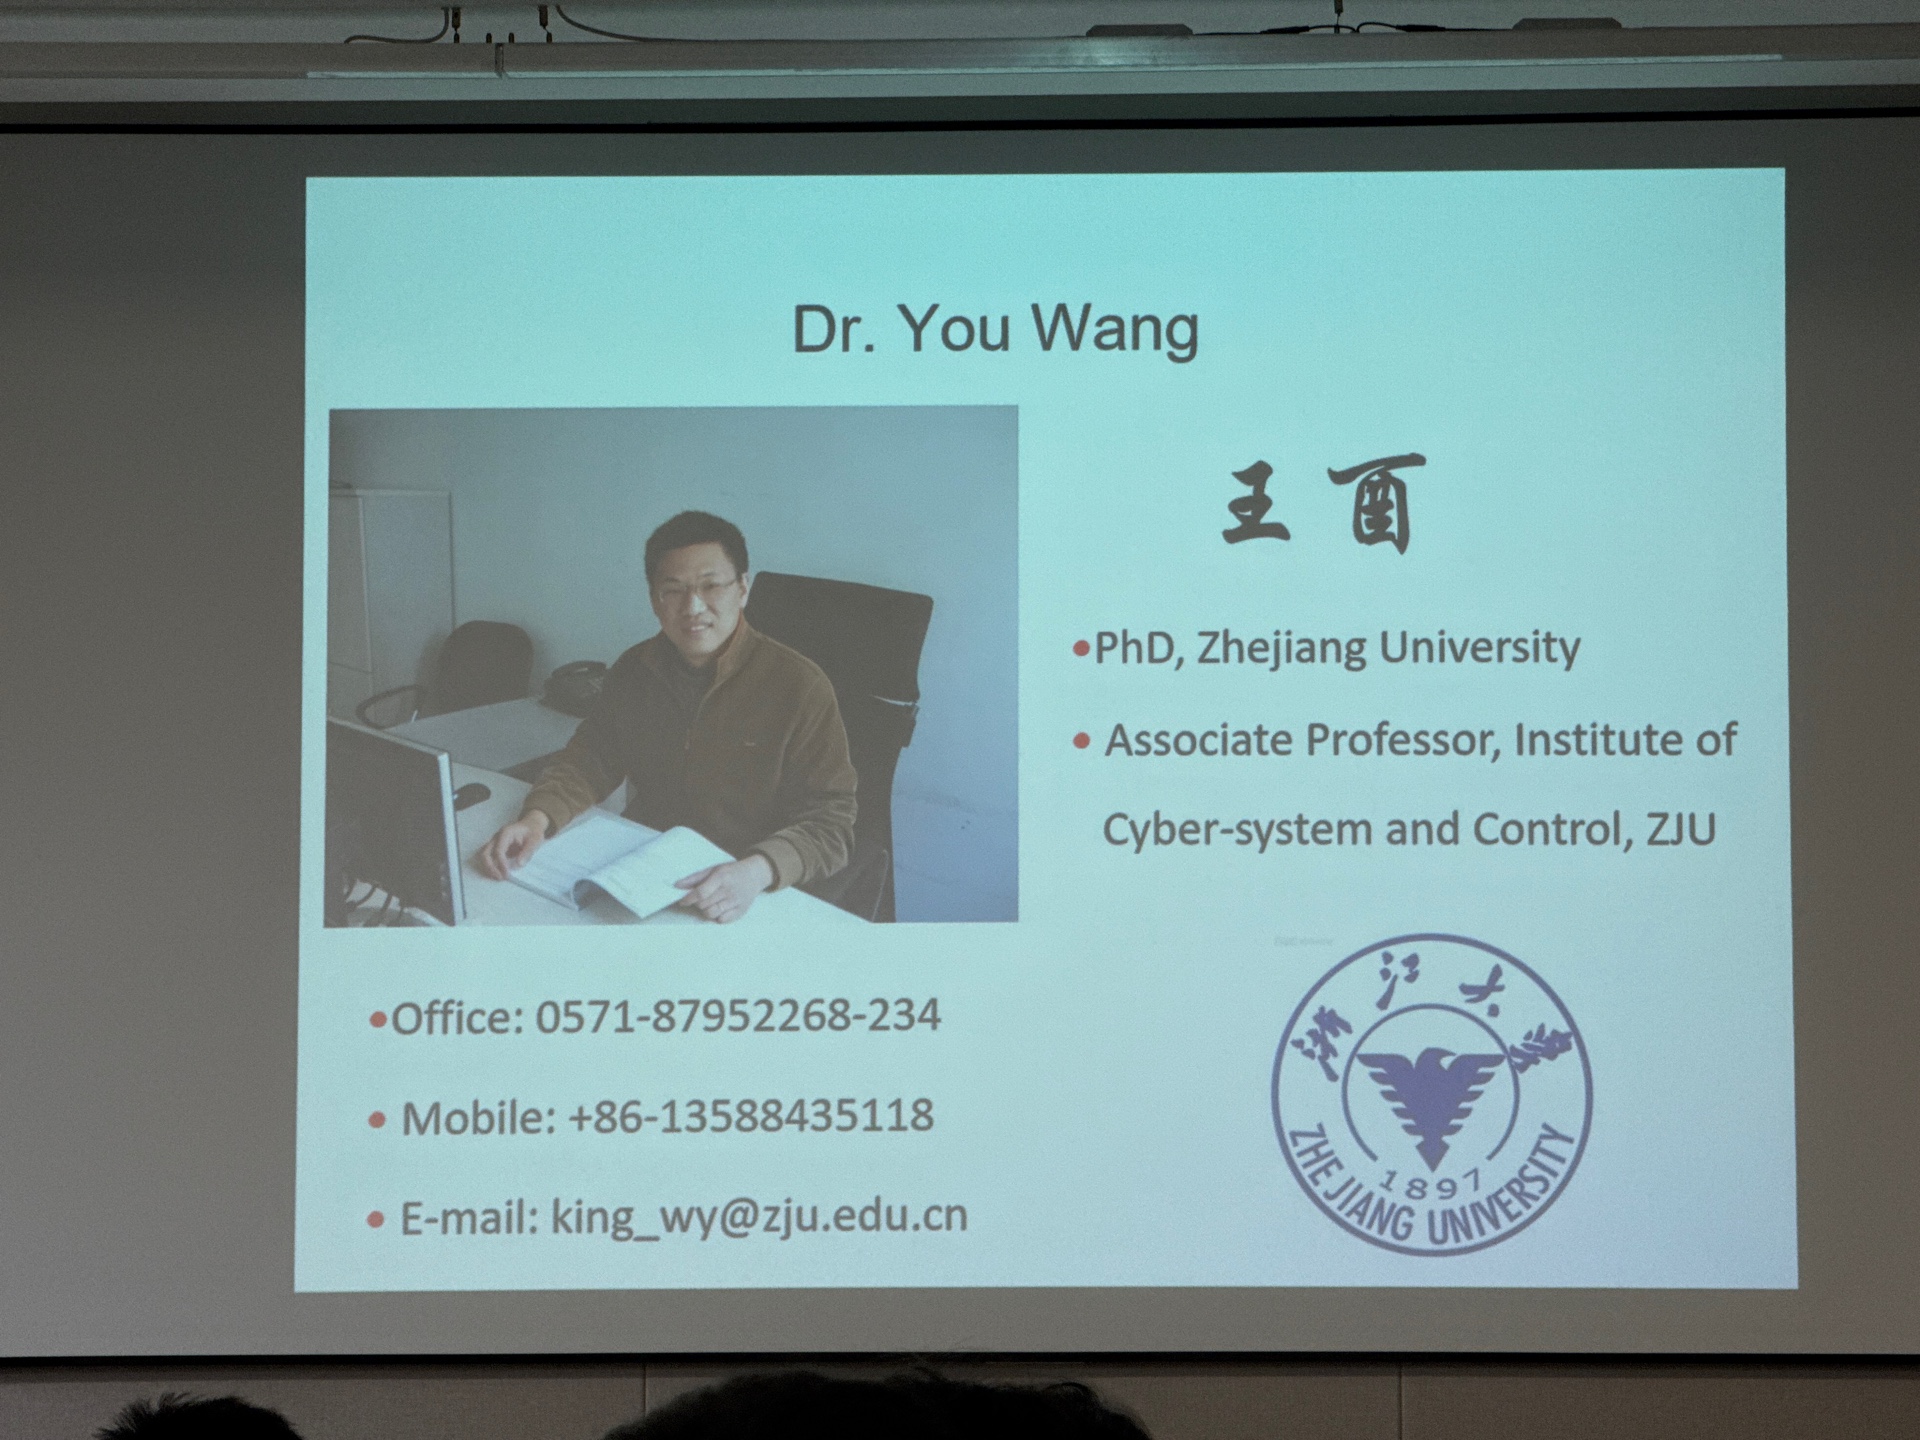 Dr. You Wang
王酉
•PhD, Zhejiang University
• Associate Professor, Institute of
Cyber-system and Control, ZJU
•Office: 0571-87952268-234
• Mobile: +86-13588435118
• E-mail: king_wy@zju.edu.cn
浙江大学
1897
ZHEJIANG UNIVERSITY